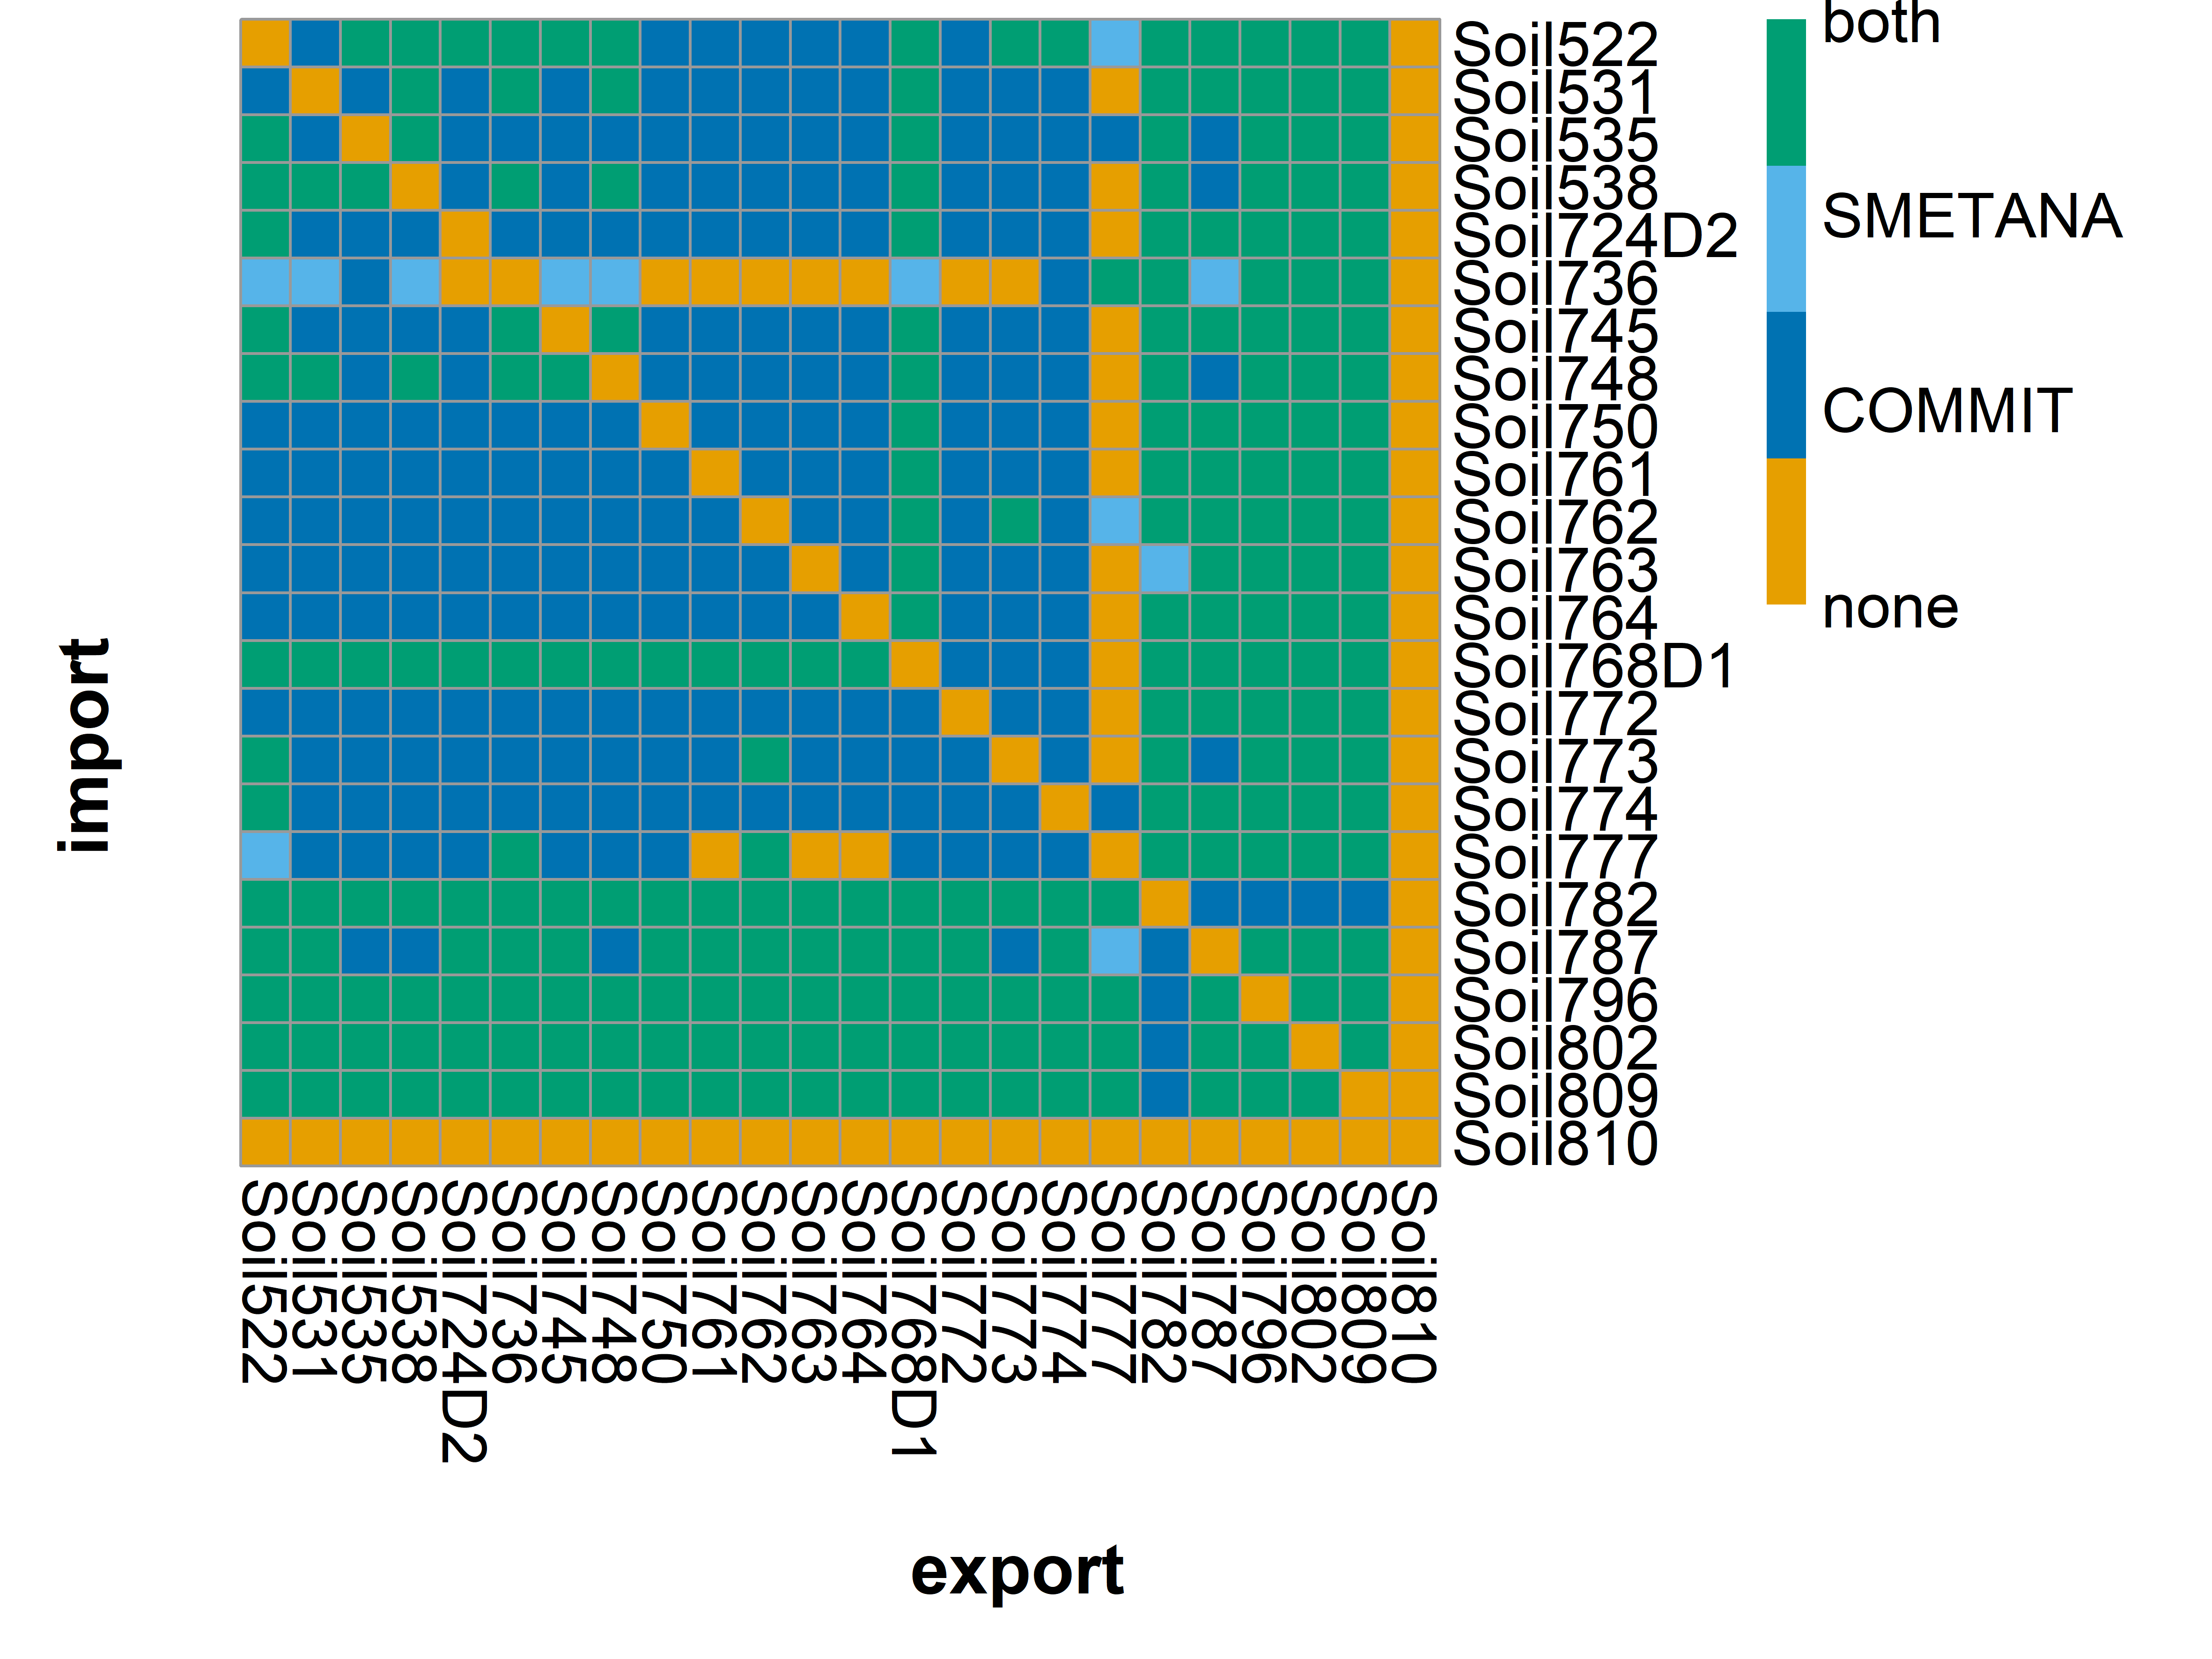 both
SMETANA
COMMIT
none
Soil522
Soil531
Soil535
Soil538
Soil724D2
Soil736
Soil745
Soil748
Soil750
Soil761
Soil762
Soil763
Soil764
Soil768D1
Soil772
Soil773
Soil774
Soil777
Soil782
Soil787
Soil796
Soil802
Soil809
Soil810
import
Soil522
Soil531
Soil535
Soil538
Soil724D2
Soil736
Soil745
Soil748
Soil750
Soil761
Soil762
Soil763
Soil764
Soil768D1
Soil772
Soil773
Soil774
Soil777
Soil782
Soil787
Soil796
Soil802
Soil809
Soil810
export